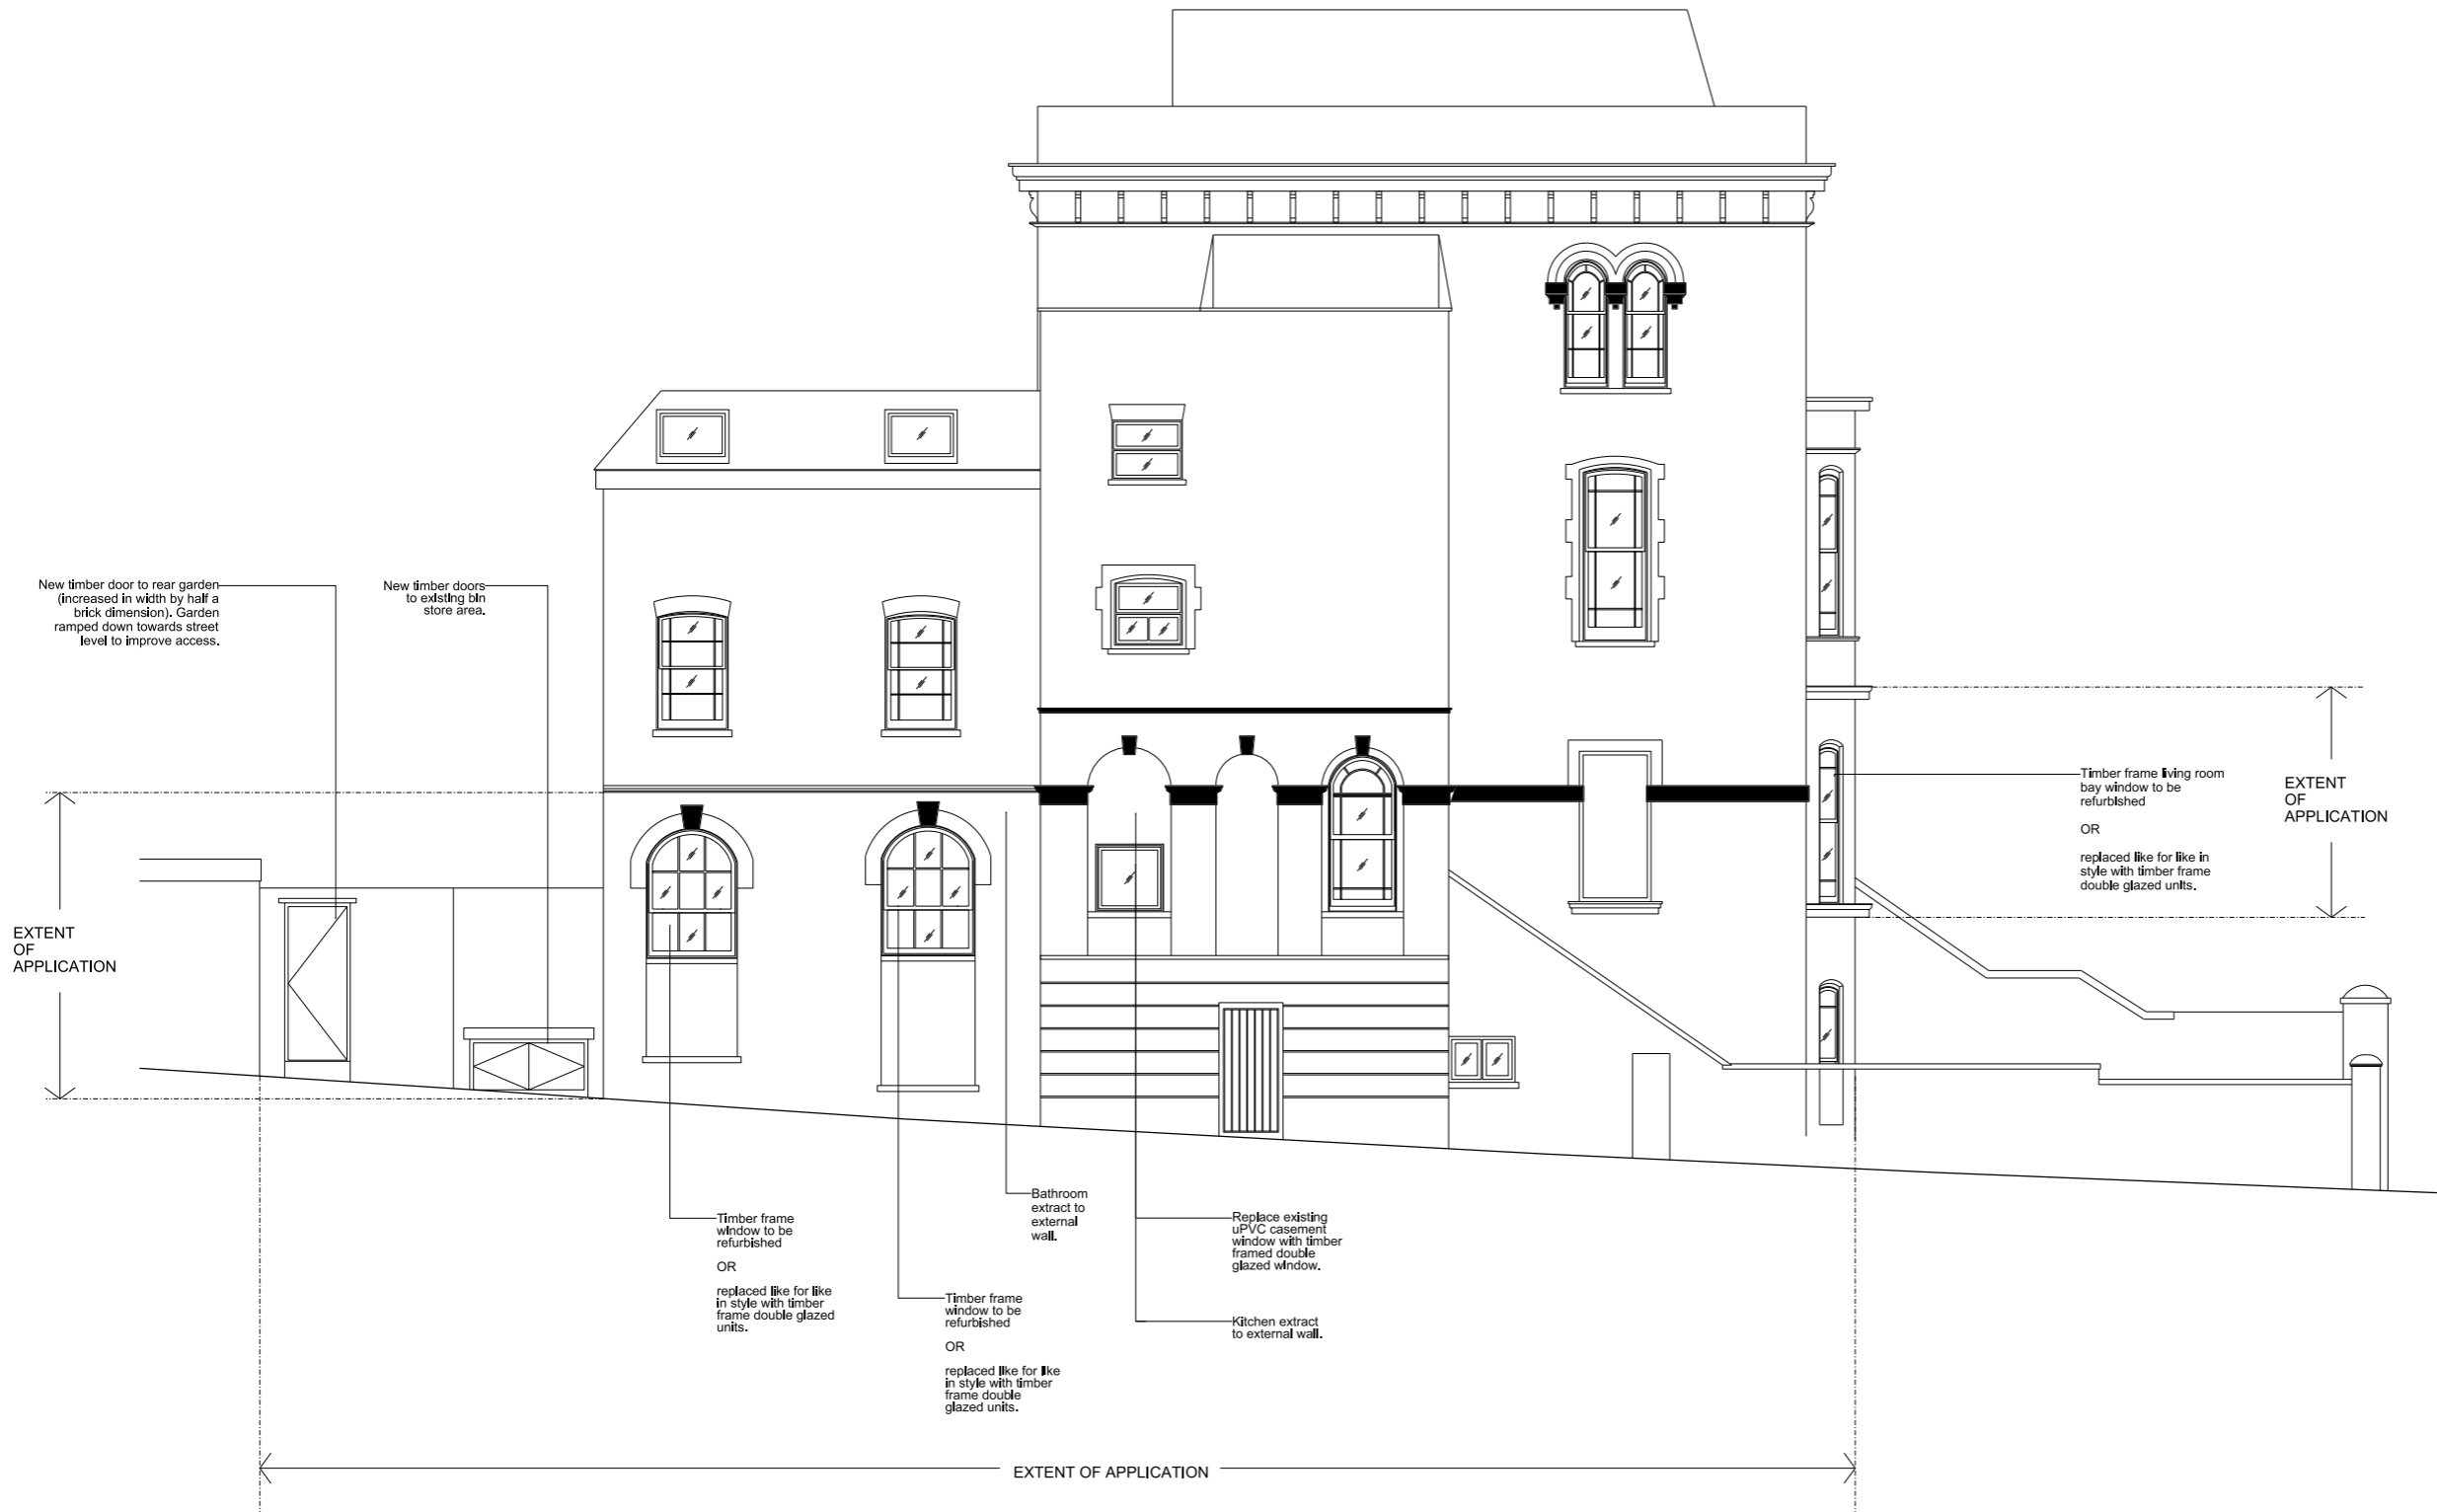 New timber door to rear garden
(increased in width by half a
brick dimension). Garden
ramped down towards street
level to improve access.
New timber doors
to existing bin
store area.
Timber frame living room
bay window to be
refurbished
OR
replaced like for like in
style with timber frame
double glazed units.
EXTENT
OF
APPLICATION
EXTENT
OF
APPLICATION
Timber frame
window to be
refurbished
OR
replaced like for like
in style with timber
frame double glazed
units.
Timber frame
window to be
refurbished
OR
replaced like for like
in style with timber
frame double
glazed units.
Bathroom
extract to
external
wall.
Replace existing
uPVC casement
window with timber
framed double
glazed window.
Kitchen extract
to external wall.
EXTENT OF APPLICATION